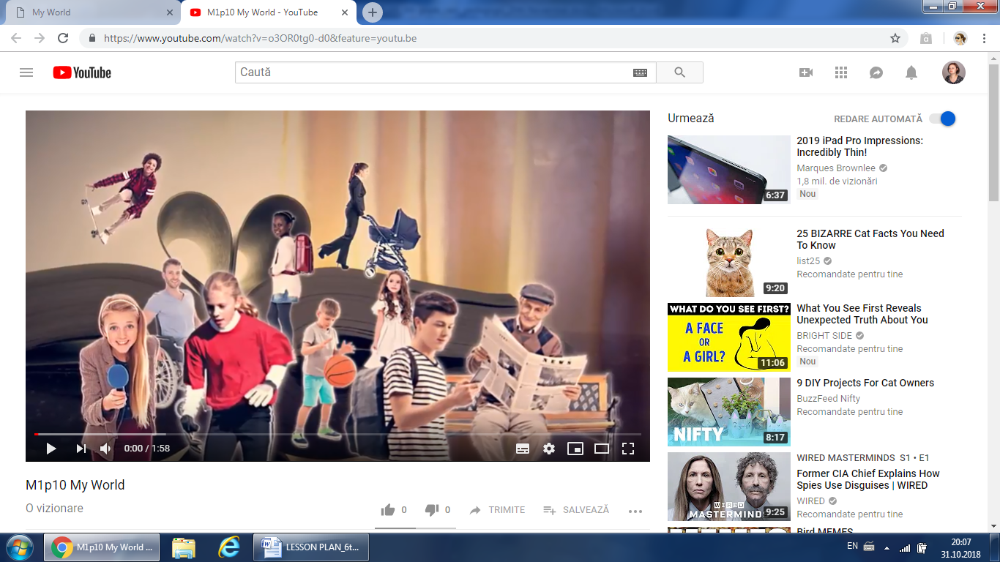 My World
M1p10 My World - YouTube
https://www.youtube.com/watch?v=o3OR0tg0-d0&feature=youtu.be
YouTube
Caută
NEWS
0:00 / 1:58
M1p10 My World
O vizionare
0
0
TRIMITE
SALVEAZĂ
Urmează
REDARE AUTOMATĂ
6:37
2019 iPad Pro Impressions:
Incredibly Thin!
Marques Brownlee
1,8 mil. de vizionări
Nou
9:20
25 BIZARRE Cat Facts You Need
To Know
list25
Recomandate pentru tine
WHAT DO YOU SEE FIRST?
A FACE
OR
A GIRL?
11:06
What You See First Reveals
Unexpected Truth About You
BRIGHT SIDE
Recomandate pentru tine
Nou
NIFTY
8:17
9 DIY Projects For Cat Owners
BuzzFeed Nifty
Recomandate pentru tine
WIRED
MASTERMINDS
9:25
WIRED MASTERMINDS S1 • E1
Former CIA Chief Explains How
Spies Use Disguises | WIRED
WIRED
Recomandate pentru tine
Bird MEMES
M1p10 My World ...
LESSON PLAN_6t...
EN
20:07
31.10.2018